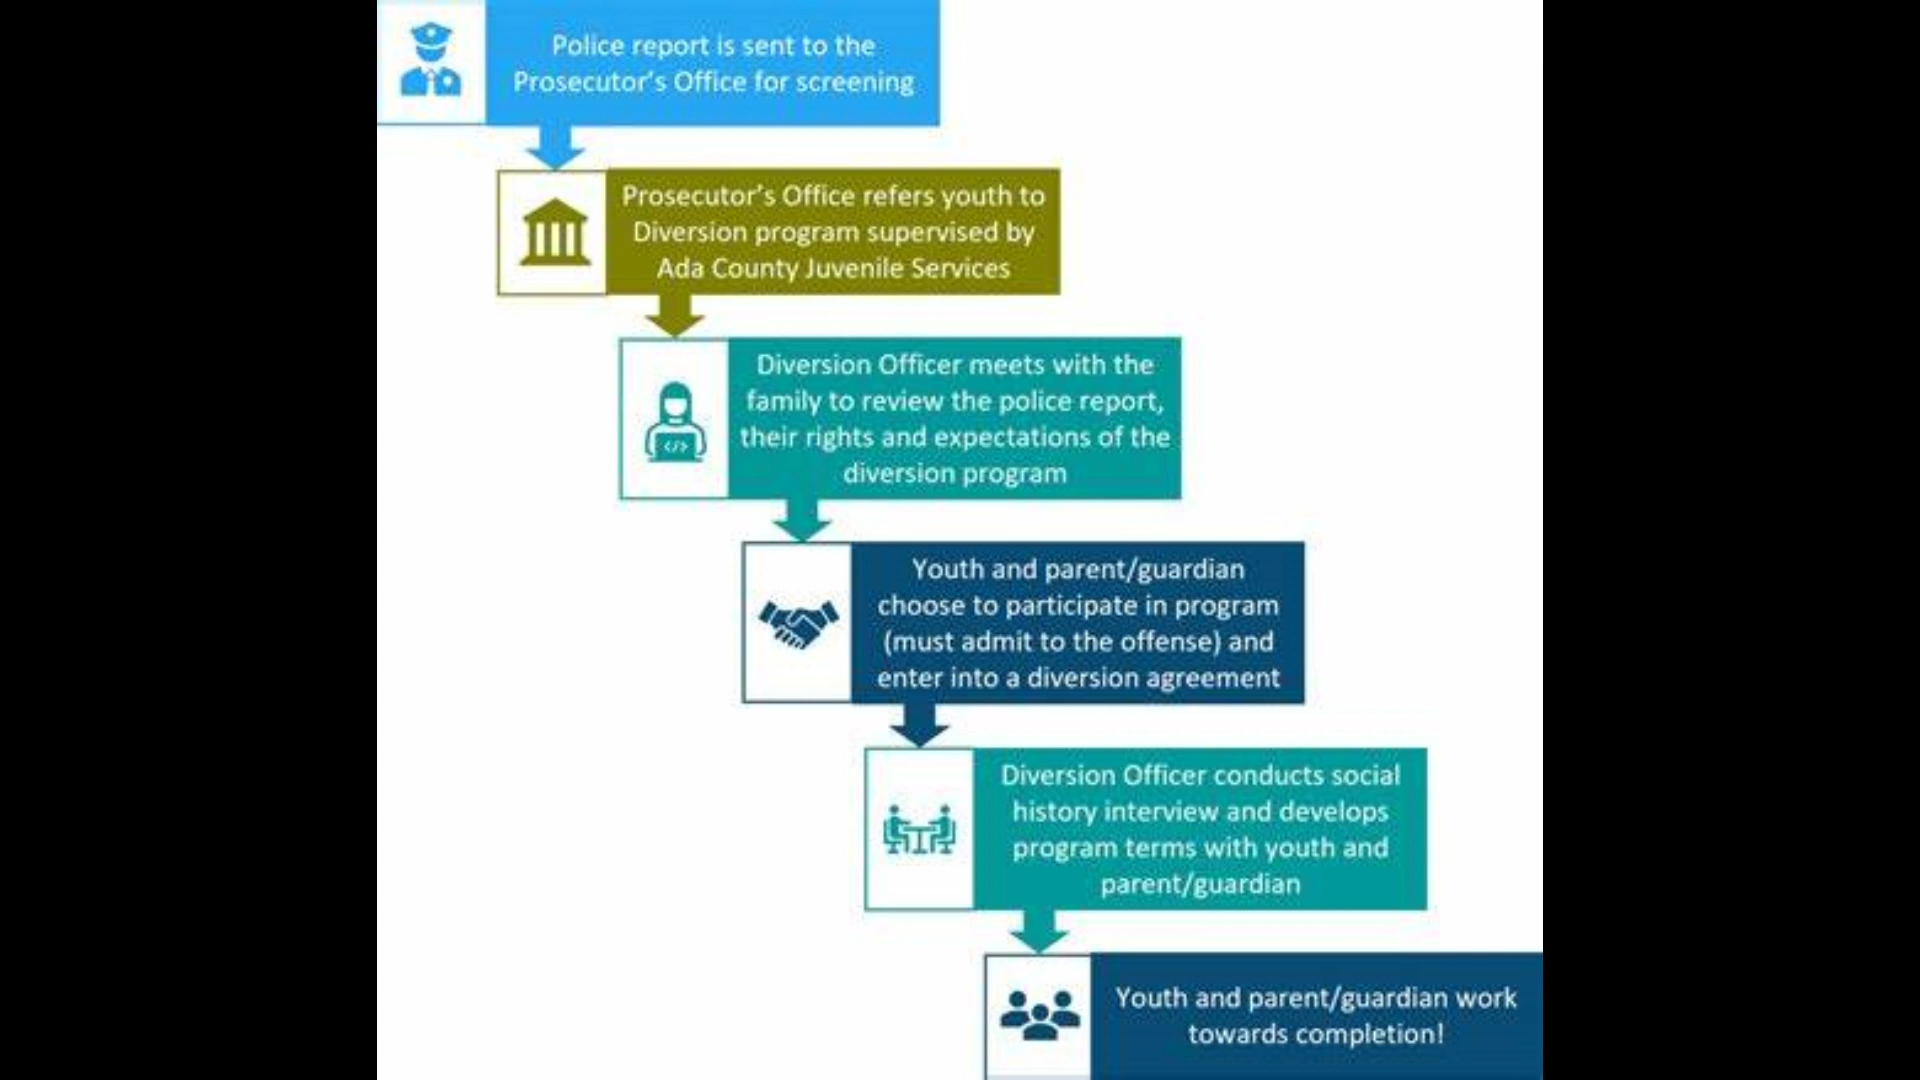 Police report is sent to the
Prosecutor's Office for screening
Prosecutor's Office refers youth to
Diversion program supervised by
Ada County Juvenile Services
Diversion Officer meets with the
family to review the police report,
their rights and expectations of the
diversion program
</>
Youth and parent/guardian
choose to participate in program
(must admit to the offense) and
enter into a diversion agreement
Diversion Officer conducts social
history interview and develops
program terms with youth and
parent/guardian
Youth and parent/guardian work
towards completion!